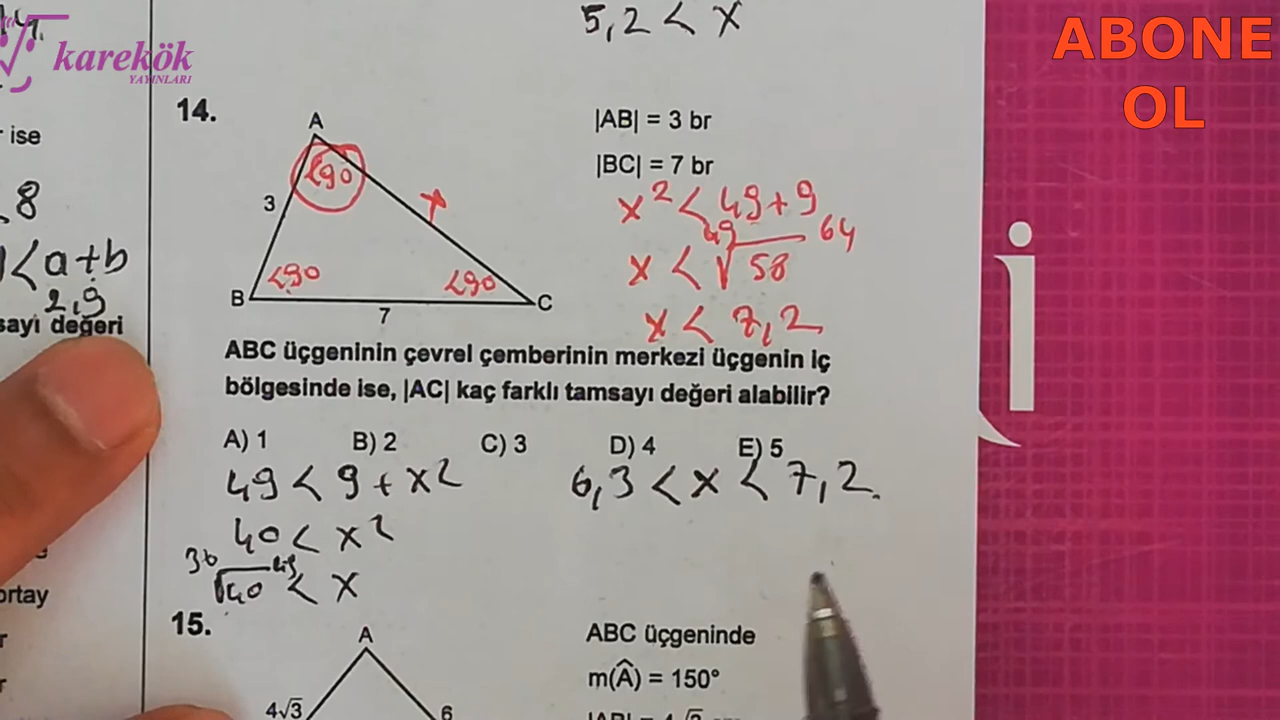 5,2 < x
ABONE
OL
karekök
YAYINLARI
ise
8
< a+b
2,9
sayı değeri
14.
A
<90
3
x
<90
<90
B
7
C
|AB| = 3 br
|BC| = 7 br
x² < 49+9
49 64
x < √58
x < 7,2
ABC üçgeninin çevrel çemberinin merkezi üçgenin iç
bölgesinde ise, |AC| kaç farklı tamsayı değeri alabilir?
A) 1 B) 2 C) 3 D) 4 E) 5
49 < 9 + x²
6,3 < x < 7,2
40 < x²
36 49
√40 < x
ortay
15.
A
4√3
6
ABC üçgeninde
m(Â) = 150°